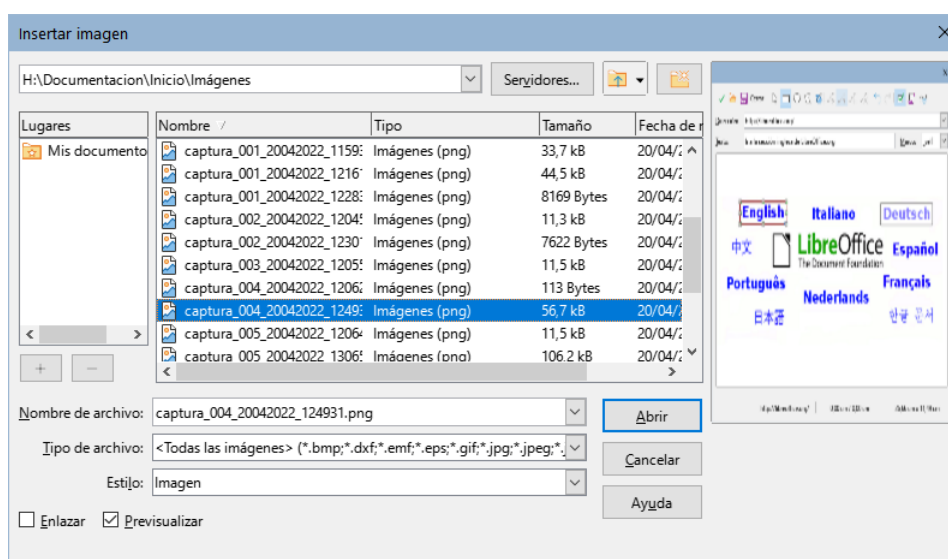 Insertar imagen
H:\Documentacion\Inicio\Imágenes
Servidores...
Lugares
Mis documento
Nombre Tipo Tamaño Fecha de r
captura_001_20042022_1159 Imágenes (png) 33,7 kB 20/04/2
captura_001_20042022_1216 Imágenes (png) 44,5 kB 20/04/2
captura_001_20042022_1228 Imágenes (png) 8169 Bytes 20/04/2
captura_002_20042022_1204 Imágenes (png) 11,3 kB 20/04/2
captura_002_20042022_1230 Imágenes (png) 7622 Bytes 20/04/2
captura_003_20042022_1205 Imágenes (png) 11,5 kB 20/04/2
captura_004_20042022_1206 Imágenes (png) 113 Bytes 20/04/2
captura_004_20042022_1249 Imágenes (png) 56,7 kB 20/04/
captura_005_20042022_1206 Imágenes (png) 11,5 kB 20/04/2
captura_005_20042022_1306 Imágenes (png) 106,2 kB 20/04/2
Nombre de archivo: captura_004_20042022_124931.png
Tipo de archivo: <Todas las imágenes> (*.bmp;*.dxf;*.emf;*.eps;*.gif;*.jpg;*.jpeg;*.
Estilo: Imagen
Enlazar Previsualizar
Abrir
Cancelar
Ayuda
English Italiano Deutsch
中文 LibreOffice Español
The Document Foundation
Português Nederlands Français
日本語 한글 문서